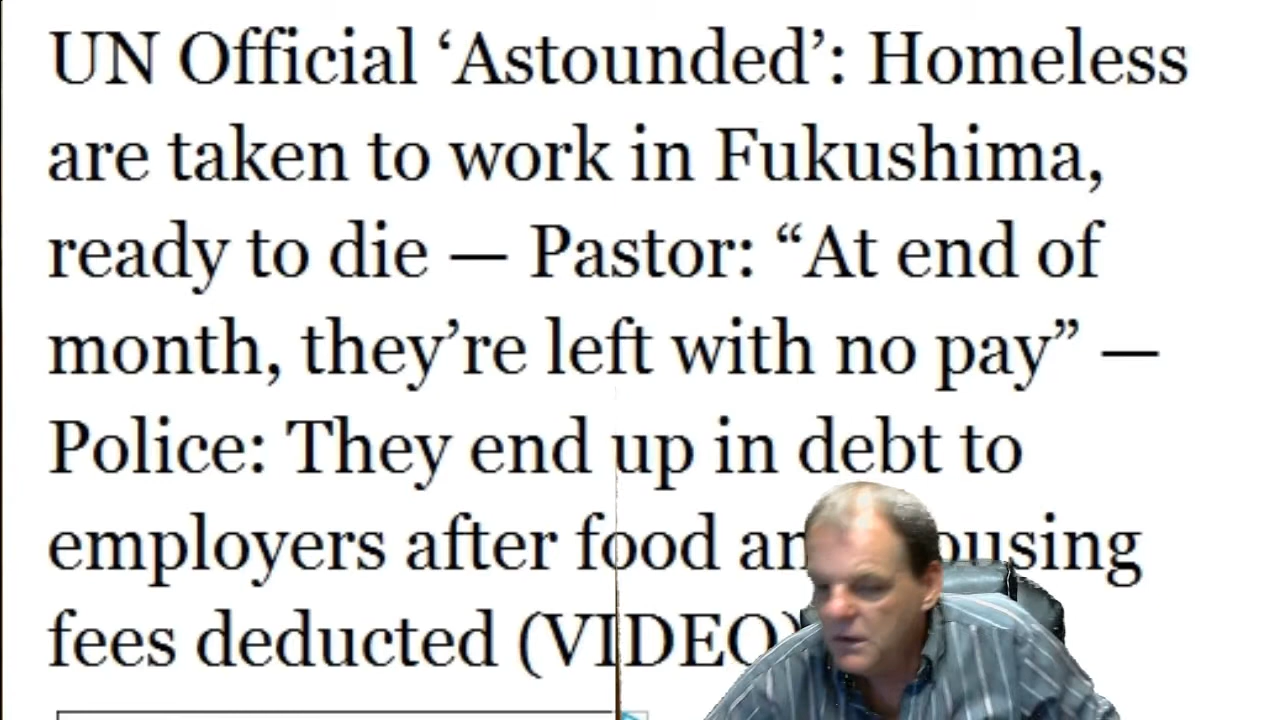 UN Official ‘Astounded’: Homeless
are taken to work in Fukushima,
ready to die — Pastor: “At end of
month, they’re left with no pay” —
Police: They end up in debt to
employers after food
fees deducted (VIDEO)